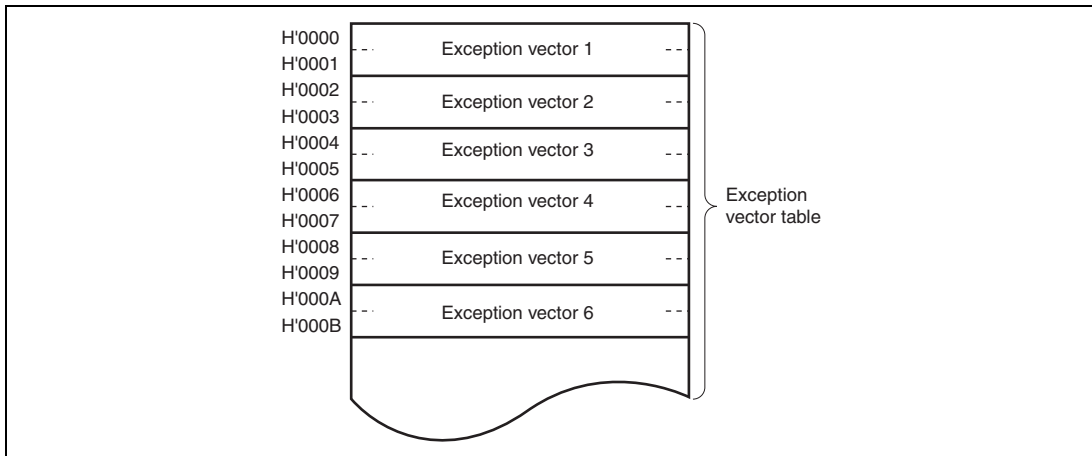 H'0000
H'0001
Exception vector 1
H'0002
H'0003
Exception vector 2
H'0004
H'0005
Exception vector 3
H'0006
H'0007
Exception vector 4
H'0008
H'0009
Exception vector 5
H'000A
H'000B
Exception vector 6
Exception
vector table